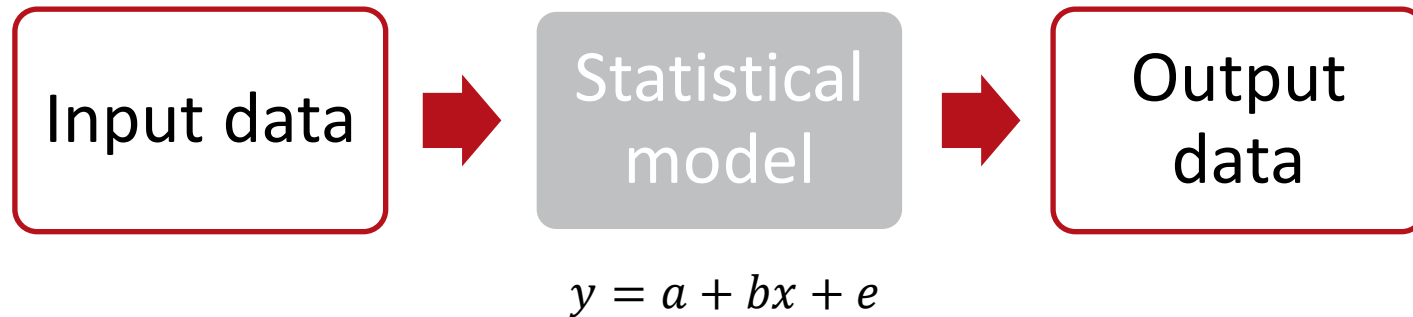 Input data
Statistical
model
Output
data
y = a + bx + e